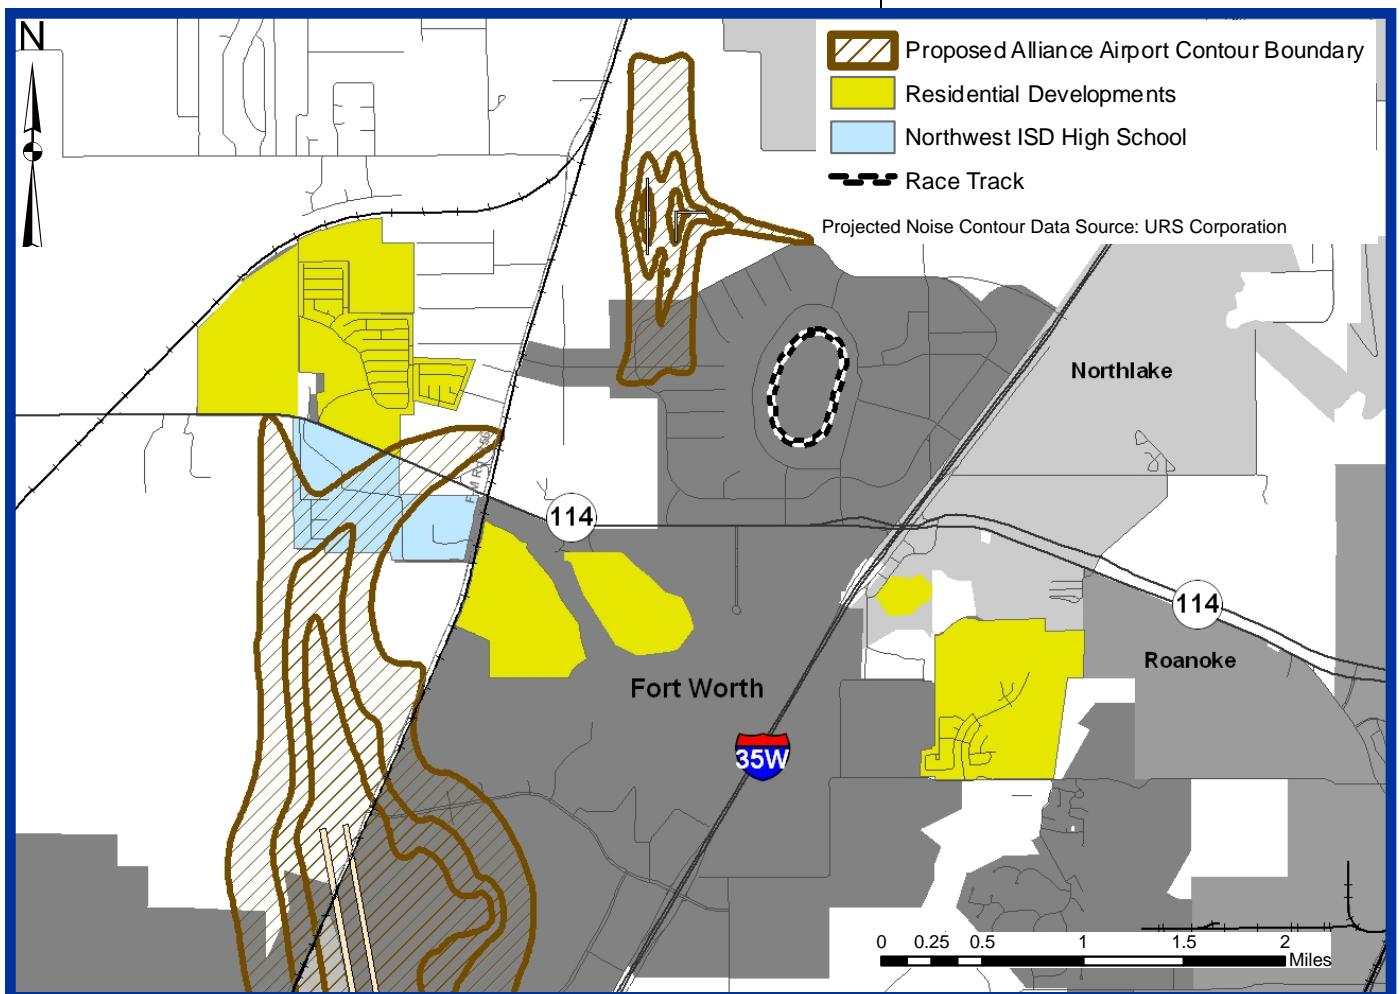 N
Proposed Alliance Airport Contour Boundary
Residential Developments
Northwest ISD High School
Race Track
Projected Noise Contour Data Source: URS Corporation
Northlake
114
114
Roanoke
Fort Worth
35W
0 0.25 0.5 1 1.5 2
Miles